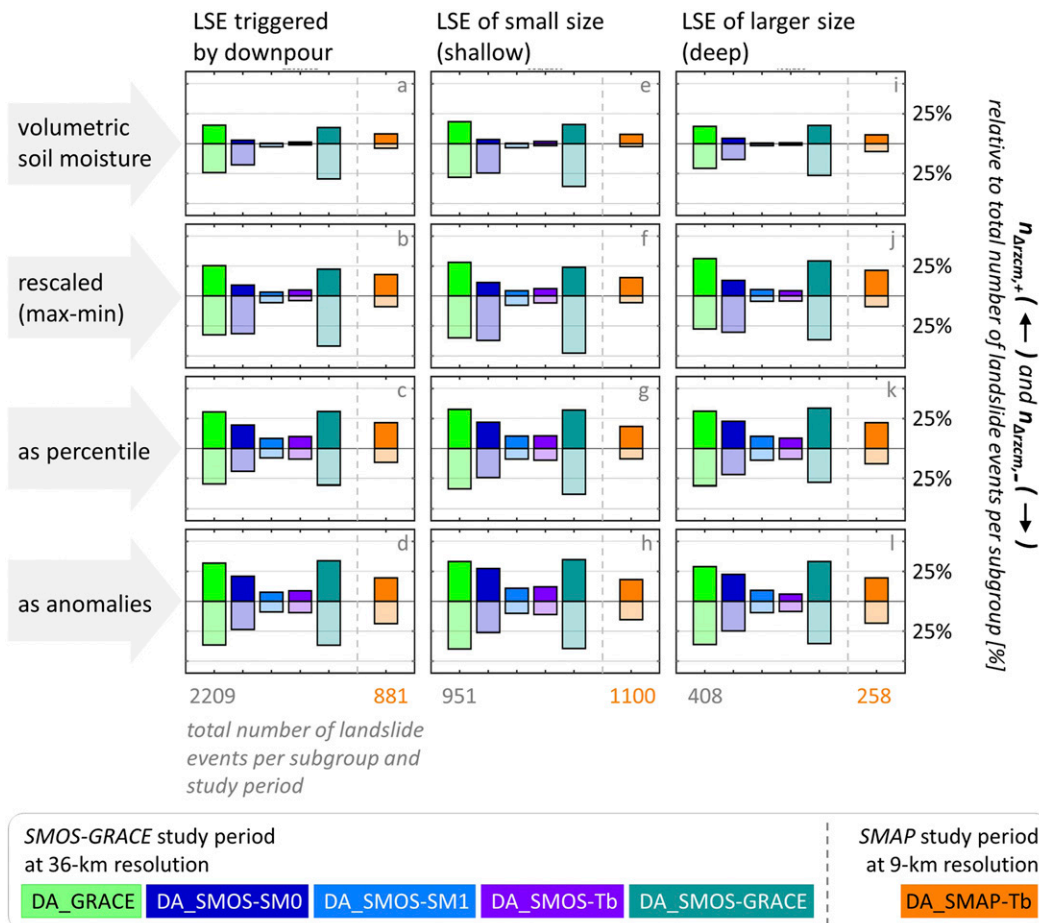 LSE triggered
by downpour
LSE of small size
(shallow)
LSE of larger size
(deep)
volumetric
soil moisture
a
e
i
25%
25%
rescaled
(max-min)
b
f
j
25%
25%
as percentile
c
g
k
25%
25%
as anomalies
d
h
l
25%
25%
n Δrzcm,+ (←) and n Δrzcm,- (→)
relative to total number of landslide events per subgroup [%]
2209
881
951
1100
408
258
total number of landslide
events per subgroup and
study period
SMOS-GRACE study period
at 36-km resolution
SMAP study period
at 9-km resolution
DA_GRACE
DA_SMOS-SM0
DA_SMOS-SM1
DA_SMOS-Tb
DA_SMOS-GRACE
DA_SMAP-Tb